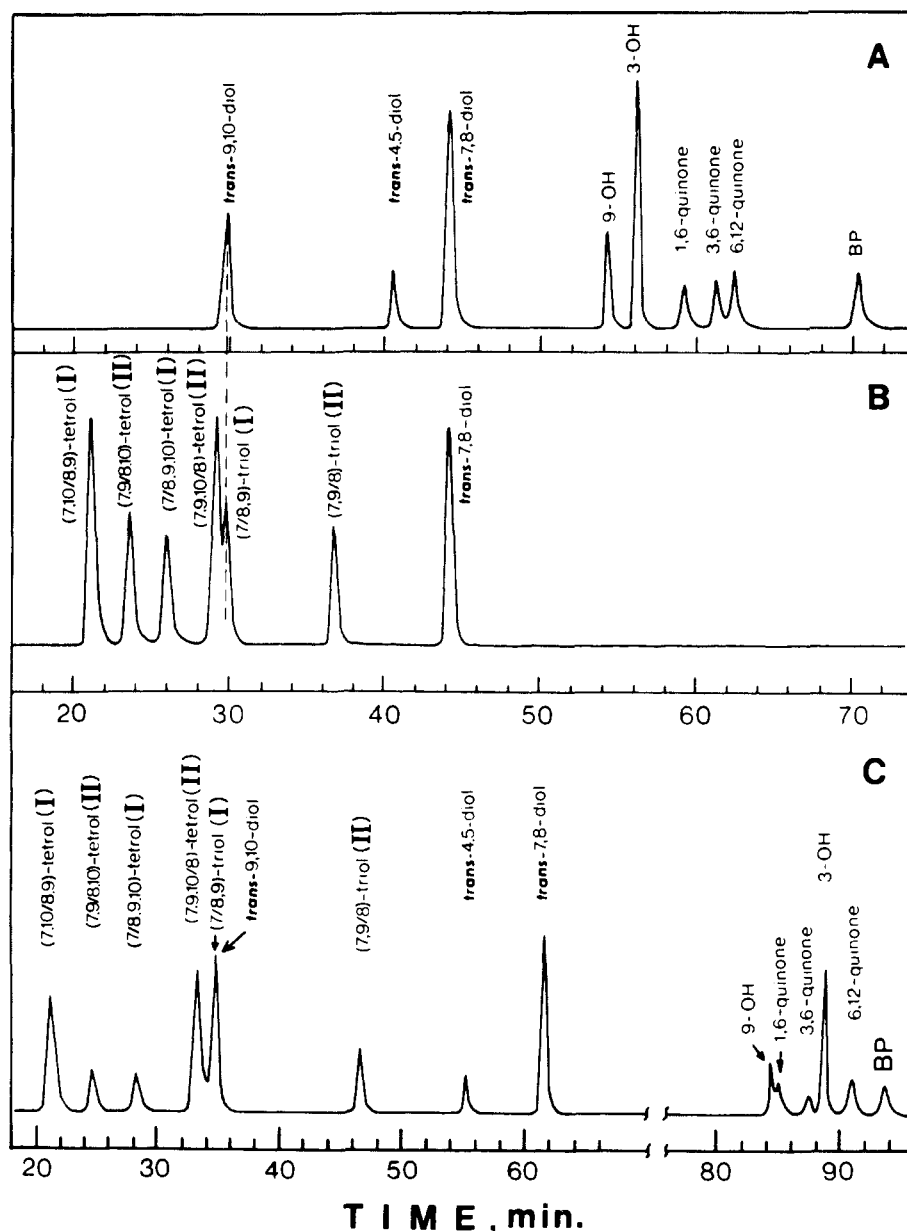 A
trans-9,10-diol
trans-4,5-diol
trans-7,8-diol
9-OH
3-OH
1,6-quinone
3,6-quinone
6,12-quinone
BP
20 30 40 50 60 70
B
(7,10/8,9)-tetrol (I)
(7,9/8,10)-tetrol (II)
(7/8,9,10)-tetrol (I)
(7,9,10/8)-tetrol (II)
(7/8,9)-triol (I)
(7,9/8)-triol (II)
trans-7,8-diol
20 30 40 50 60 70
C
(7,10/8,9)-tetrol (I)
(7,9/8,10)-tetrol (II)
(7/8,9,10)-tetrol (I)
(7,9,10/8)-tetrol (II)
(7/8,9)-triol (I)
trans-9,10-diol
(7,9/8)-triol (II)
trans-4,5-diol
trans-7,8-diol
9-OH
1,6-quinone
3,6-quinone
3-OH
6,12-quinone
BP
20 30 40 50 60 80 90
TIME, min.